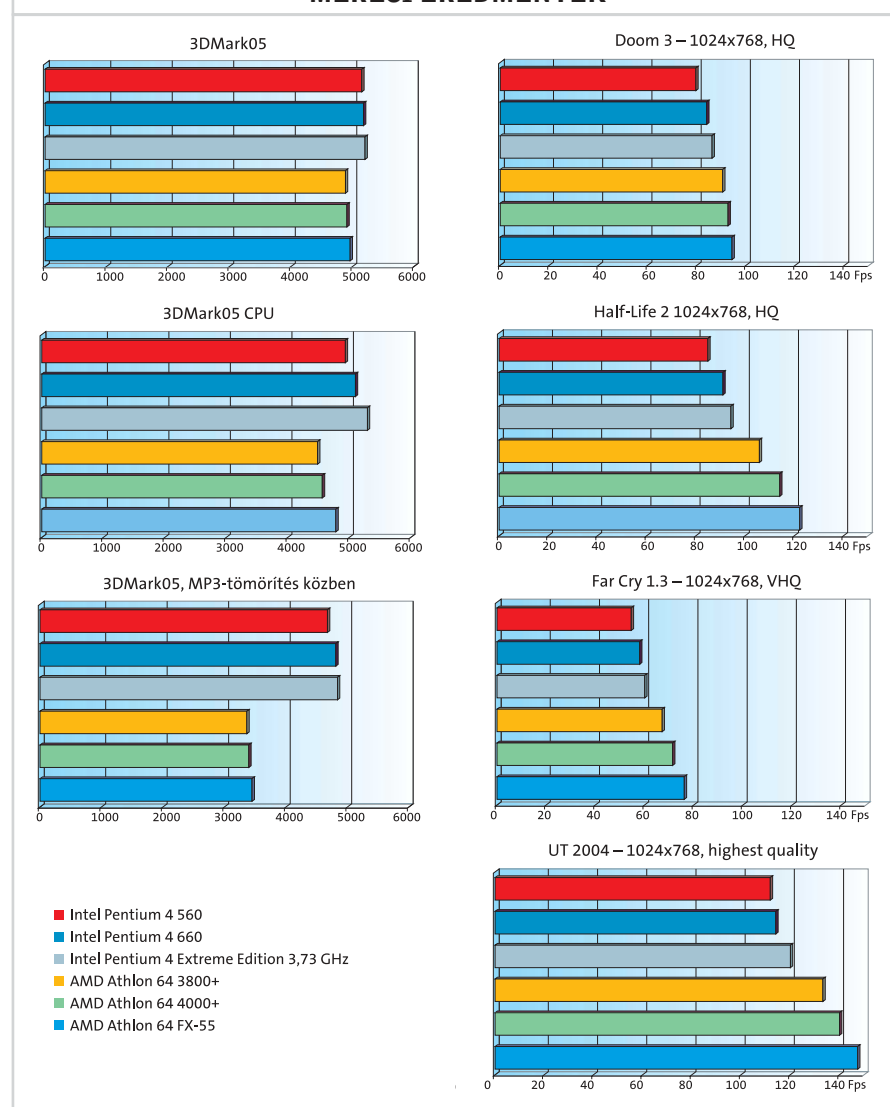 MÉRÉSI EREDMÉNYEK
3DMark05
0 1000 2000 3000 4000 5000 6000
3DMark05 CPU
0 1000 2000 3000 4000 5000 6000
3DMark05, MP3-tömörítés közben
0 1000 2000 3000 4000 5000 6000
Intel Pentium 4 560
Intel Pentium 4 660
Intel Pentium 4 Extreme Edition 3,73 GHz
AMD Athlon 64 3800+
AMD Athlon 64 4000+
AMD Athlon 64 FX-55
Doom 3 – 1024x768, HQ
0 20 40 60 80 100 120 140 Fps
Half-Life 2 1024x768, HQ
0 20 40 60 80 100 120 140 Fps
Far Cry 1.3 – 1024x768, VHQ
0 20 40 60 80 100 120 140 Fps
UT 2004 – 1024x768, highest quality
0 20 40 60 80 100 120 140 Fps